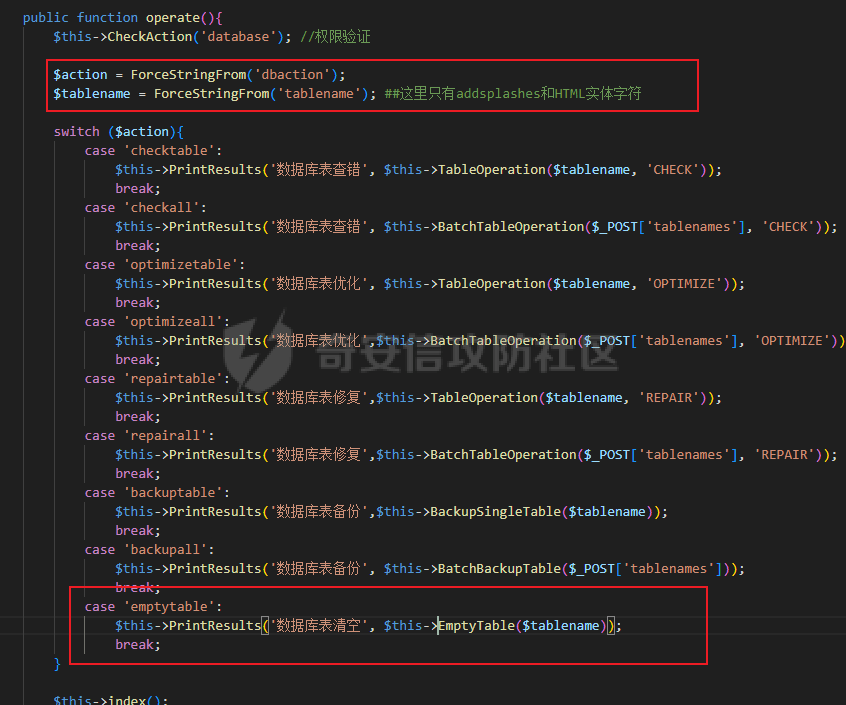 public function operate(){
$this->CheckAction('database'); //权限验证
$action = ForceStringFrom('dbaction');
$tablename = ForceStringFrom('tablename'); ##这里只有addsplashes和HTML实体字符
switch ($action){
case 'checktable':
$this->PrintResults('数据库表查错', $this->TableOperation($tablename, 'CHECK'));
break;
case 'checkall':
$this->PrintResults('数据库表查错', $this->BatchTableOperation($_POST['tablenames'], 'CHECK'));
break;
case 'optimizetable':
$this->PrintResults('数据库表优化', $this->TableOperation($tablename, 'OPTIMIZE'));
break;
case 'optimizeall':
$this->PrintResults('数据库表优化',$this->BatchTableOperation($_POST['tablenames'], 'OPTIMIZE'))
break;
case 'repairtable':
$this->PrintResults('数据库表修复',$this->TableOperation($tablename, 'REPAIR'));
break;
case 'repairall':
$this->PrintResults('数据库表修复',$this->BatchTableOperation($_POST['tablenames'], 'REPAIR'));
break;
case 'backuptable':
$this->PrintResults('数据库表备份',$this->BackupSingleTable($tablename));
break;
case 'backupall':
$this->PrintResults('数据库表备份', $this->BatchBackupTable($_POST['tablenames']));
break;
case 'emptytable':
$this->PrintResults('数据库表清空', $this->EmptyTable($tablename));
break;
}
$this->index();
奇安信攻防社区